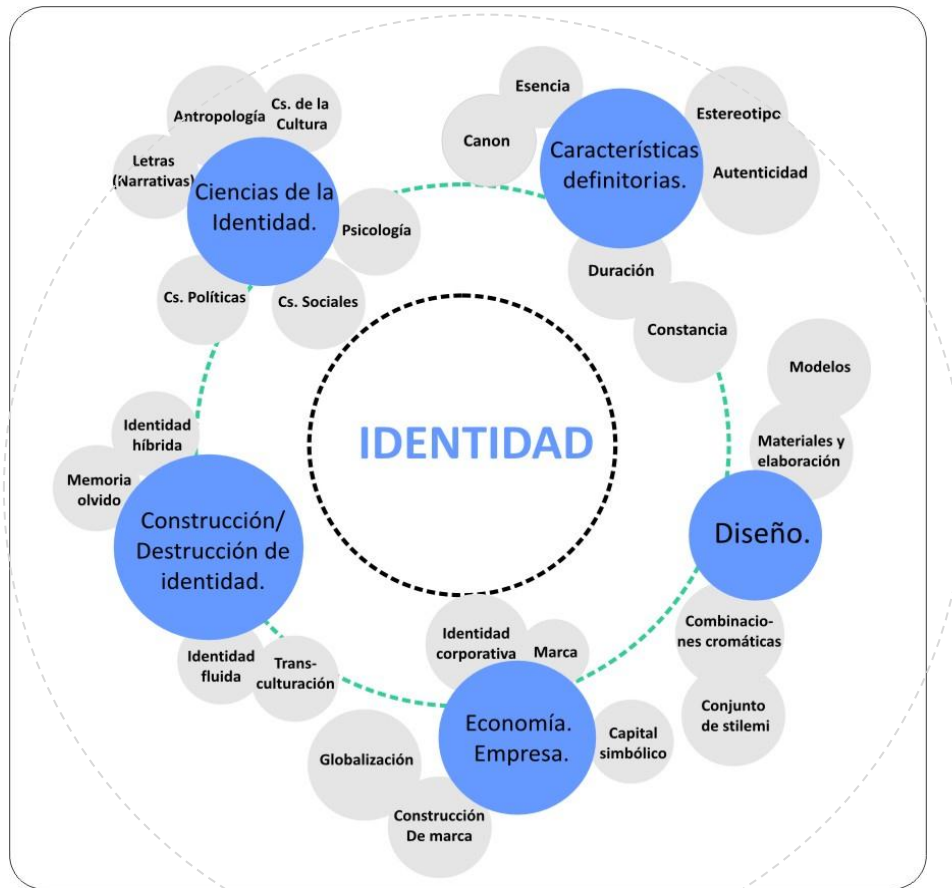 Antropología
Cs. de la
Cultura
Letras
(Narrativas)
Ciencias de la
Identidad.
Psicología
Cs. Políticas
Cs. Sociales
Esencia
Canon
Características
definitorias.
Estereotipo
Autenticidad
Duración
Constancia
IDENTIDAD
Modelos
Materiales y
elaboración
Diseño.
Combinacio-
nes cromáticas
Conjunto
de stilemi
Identidad
híbrida
Memoria
olvido
Construcción/
Destrucción de
identidad.
Identidad
fluida
Trans-
culturación
Identidad
corporativa
Marca
Economía.
Empresa.
Capital
simbólico
Globalización
Construcción
De marca